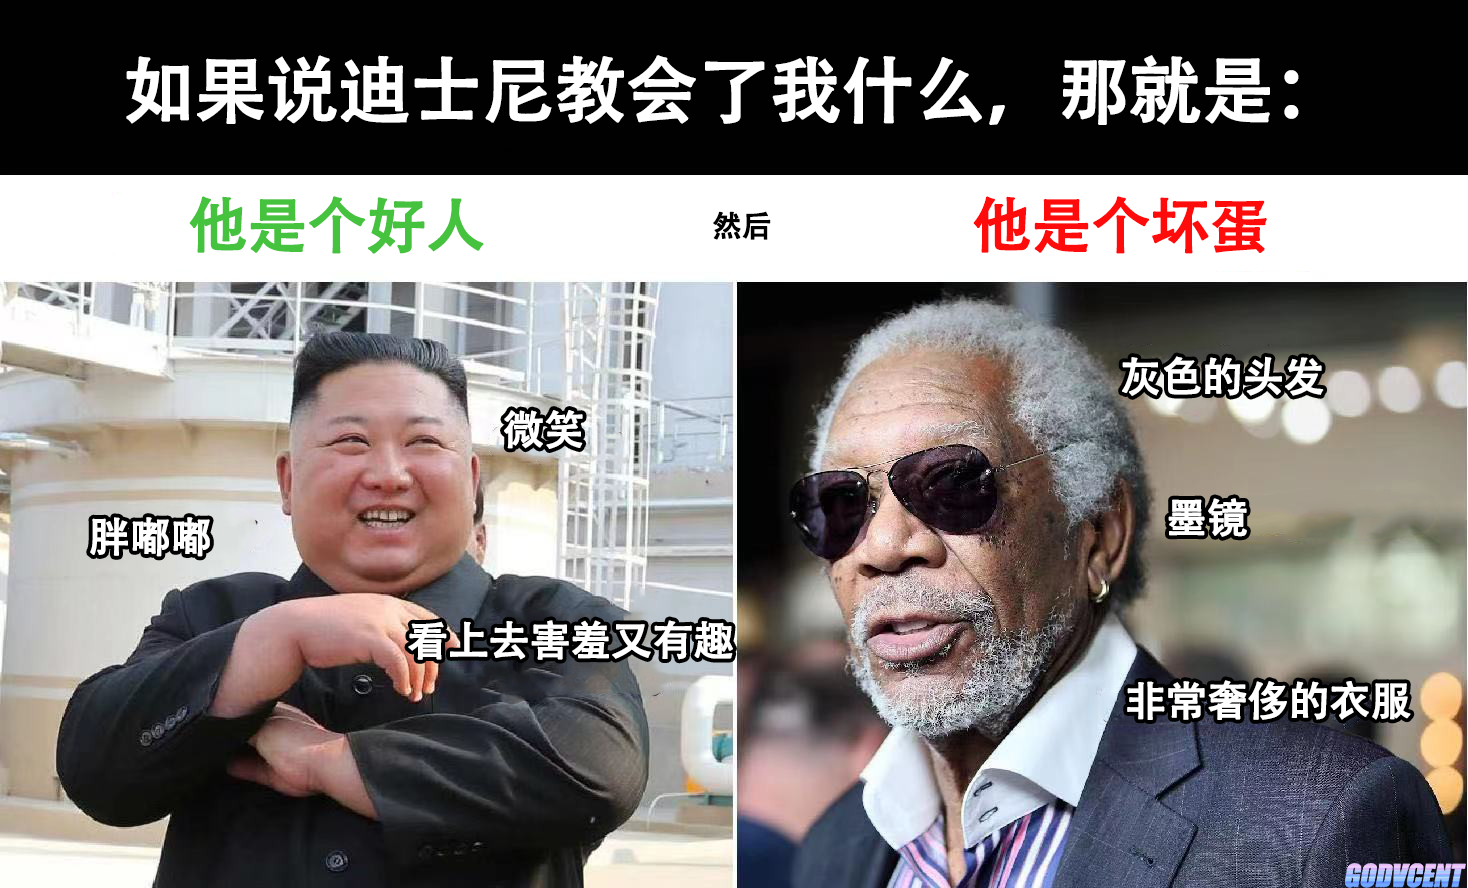 如果说迪士尼教会了我什么，那就是：
他是个好人 然后 他是个坏蛋
微笑
胖嘟嘟
看上去害羞又有趣
灰色的头发
墨镜
非常奢侈的衣服
GODVCENT